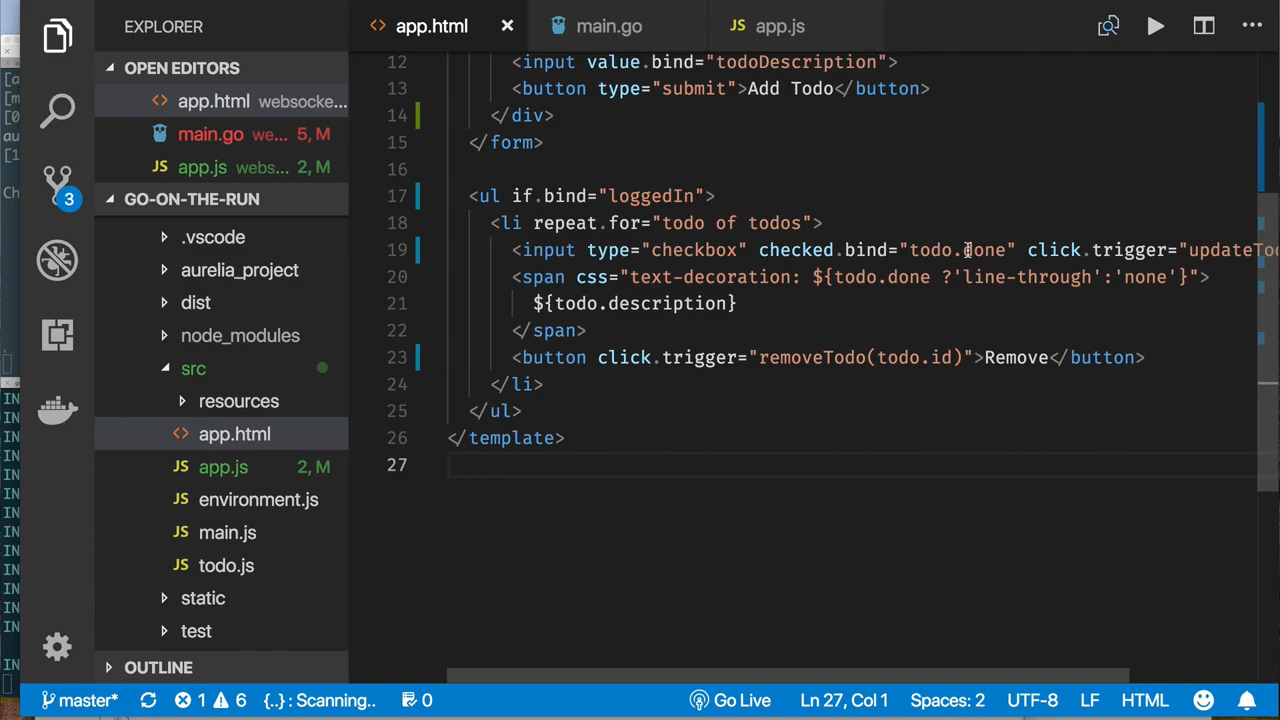 EXPLORER
OPEN EDITORS
app.html websocke...
main.go we... 5, M
JS app.js webs... 2, M
GO-ON-THE-RUN
.vscode
aurelia_project
dist
node_modules
src
resources
app.html
JS app.js 2, M
JS environment.js
JS main.js
JS todo.js
static
test
OUTLINE
3
app.html
main.go
JS app.js
12 <input value.bind="todoDescription">
13 <button type="submit">Add Todo</button>
14 </div>
15 </form>
16
17 <ul if.bind="loggedIn">
18 <li repeat.for="todo of todos">
19 <input type="checkbox" checked.bind="todo.done" click.trigger="updateTo
20 <span css="text-decoration: ${todo.done ?'line-through':'none'}">
21 ${todo.description}
22 </span>
23 <button click.trigger="removeTodo(todo.id)">Remove</button>
24 </li>
25 </ul>
26 </template>
27
master* 1 6 {..} : Scanning.. 0 Go Live Ln 27, Col 1 Spaces: 2 UTF-8 LF HTML